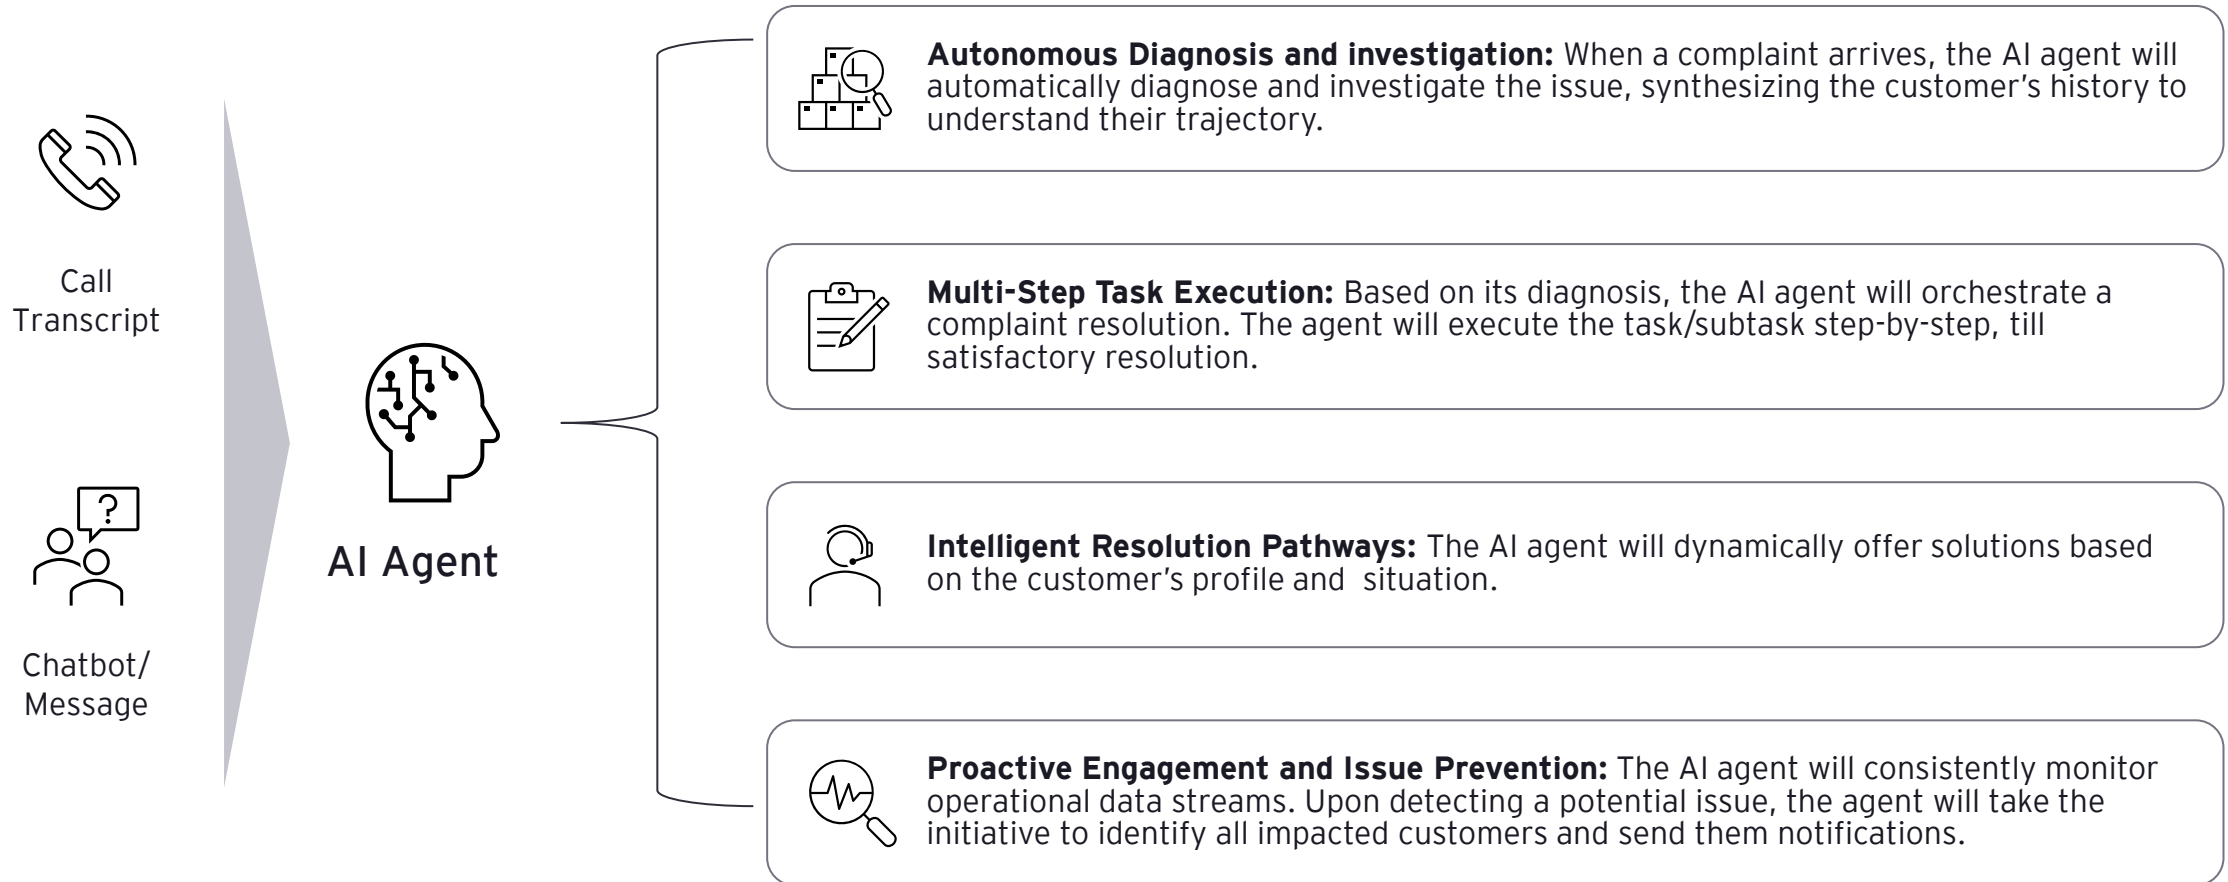 Call
Transcript
?
Chatbot/
Message
AI Agent
Autonomous Diagnosis and investigation: When a complaint arrives, the AI agent will
automatically diagnose and investigate the issue, synthesizing the customer’s history to
understand their trajectory.
Multi-Step Task Execution: Based on its diagnosis, the AI agent will orchestrate a
complaint resolution. The agent will execute the task/subtask step-by-step, till
satisfactory resolution.
Intelligent Resolution Pathways: The AI agent will dynamically offer solutions based
on the customer’s profile and  situation.
Proactive Engagement and Issue Prevention: The AI agent will consistently monitor
operational data streams. Upon detecting a potential issue, the agent will take the
initiative to identify all impacted customers and send them notifications.